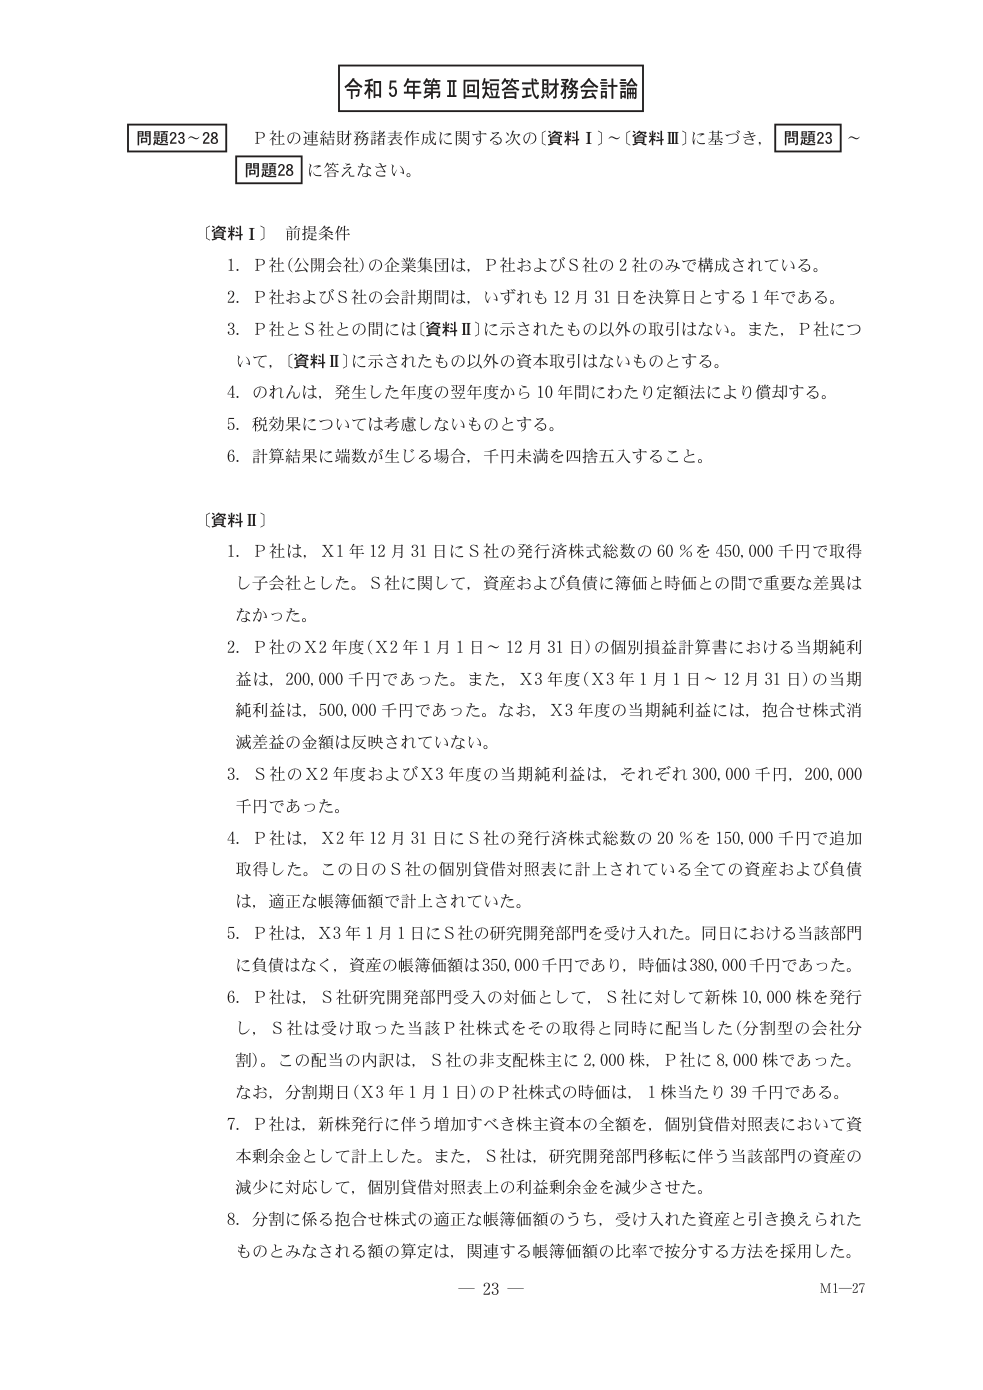 令和5年第Ⅱ回短答式財務会計論
問題23～28 P社の連結財務諸表作成に関する次の〔資料Ⅰ〕～〔資料Ⅲ〕に基づき，問題23～
問題28に答えなさい。
〔資料Ⅰ〕 前提条件
1． P社(公開会社)の企業集団は，P社およびS社の2社のみで構成されている。
2． P社およびS社の会計期間は，いずれも12月31日を決算日とする1年である。
3． P社とS社との間には〔資料Ⅱ〕に示されたもの以外の取引はない。また，P社につ
いて，〔資料Ⅱ〕に示されたもの以外の資本取引はないものとする。
4． のれんは，発生した年度の翌年度から10年間にわたり定額法により償却する。
5． 税効果については考慮しないものとする。
6． 計算結果に端数が生じる場合，千円未満を四捨五入すること。
〔資料Ⅱ〕
1． P社は，X1年12月31日にS社の発行済株式総数の60％を450,000千円で取得
し子会社とした。S社に関して，資産および負債に簿価と時価との間で重要な差異は
なかった。
2． P社のX2年度(X2年1月1日～12月31日)の個別損益計算書における当期純利
益は，200,000千円であった。また，X3年度(X3年1月1日～12月31日)の当期
純利益は，500,000千円であった。なお，X3年度の当期純利益には，抱合せ株式消
滅差益の金額は反映されていない。
3． S社のX2年度およびX3年度の当期純利益は，それぞれ300,000千円，200,000
千円であった。
4． P社は，X2年12月31日にS社の発行済株式総数の20％を150,000千円で追加
取得した。この日のS社の個別貸借対照表に計上されている全ての資産および負債
は，適正な帳簿価額で計上されていた。
5． P社は，X3年1月1日にS社の研究開発部門を受け入れた。同日における当該部門
に負債はなく，資産の帳簿価額は350,000千円であり，時価は380,000千円であった。
6． P社は，S社研究開発部門受入の対価として，S社に対して新株10,000株を発行
し，S社は受け取った当該P社株式をその取得と同時に配当した(分割型の会社分
割)。この配当の内訳は，S社の非支配株主に2,000株，P社に8,000株であった。
なお，分割期日(X3年1月1日)のP社株式の時価は，1株当たり39千円である。
7． P社は，新株発行に伴う増加すべき株主資本の全額を，個別貸借対照表において資
本剰余金として計上した。また，S社は，研究開発部門移転に伴う当該部門の資産の
減少に対応して，個別貸借対照表上の利益剰余金を減少させた。
8． 分割に係る抱合せ株式の適正な帳簿価額のうち，受け入れた資産と引き換えられた
ものとみなされる額の算定は，関連する帳簿価額の比率で按分する方法を採用した。
― 23 ―
M1―27